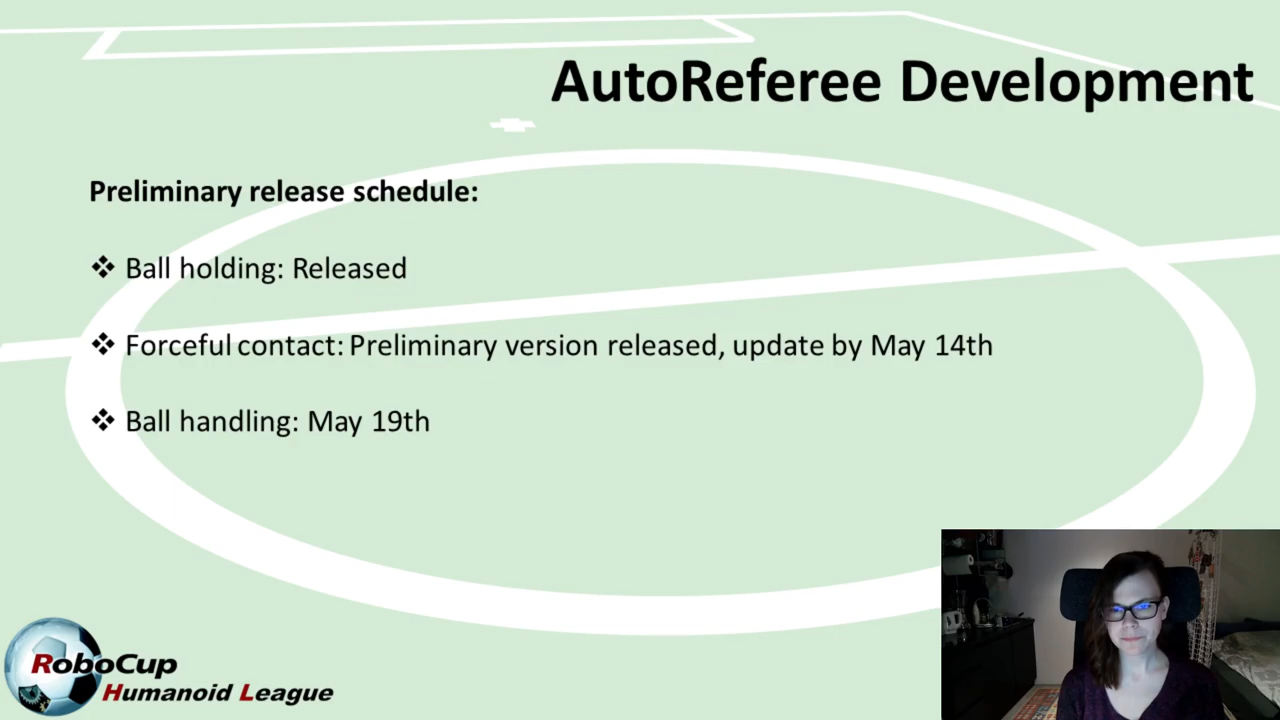 AutoReferee Development
Preliminary release schedule:
Ball holding: Released
Forceful contact: Preliminary version released, update by May 14th
Ball handling: May 19th
RoboCup
Humanoid League